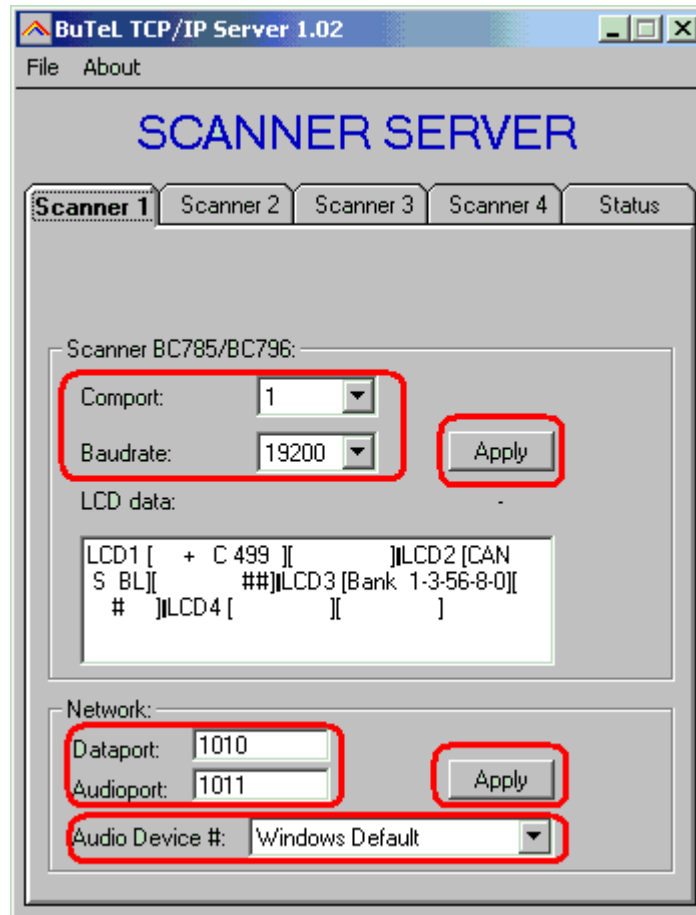 BuTeL TCP/IP Server 1.02
File About
SCANNER SERVER
Scanner 1 Scanner 2 Scanner 3 Scanner 4 Status
Scanner BC785/BC796:
Comport: 1
Baudrate: 19200 Apply
LCD data: -
LCD1 [ + C 499 ][ ]|LCD2 [CAN
S BL][ ##]|LCD3 [Bank 1-3-56-8-0][
# ]|LCD4 [ ][ ]
Network:
Dataport: 1010
Audioport: 1011 Apply
Audio Device #: Windows Default